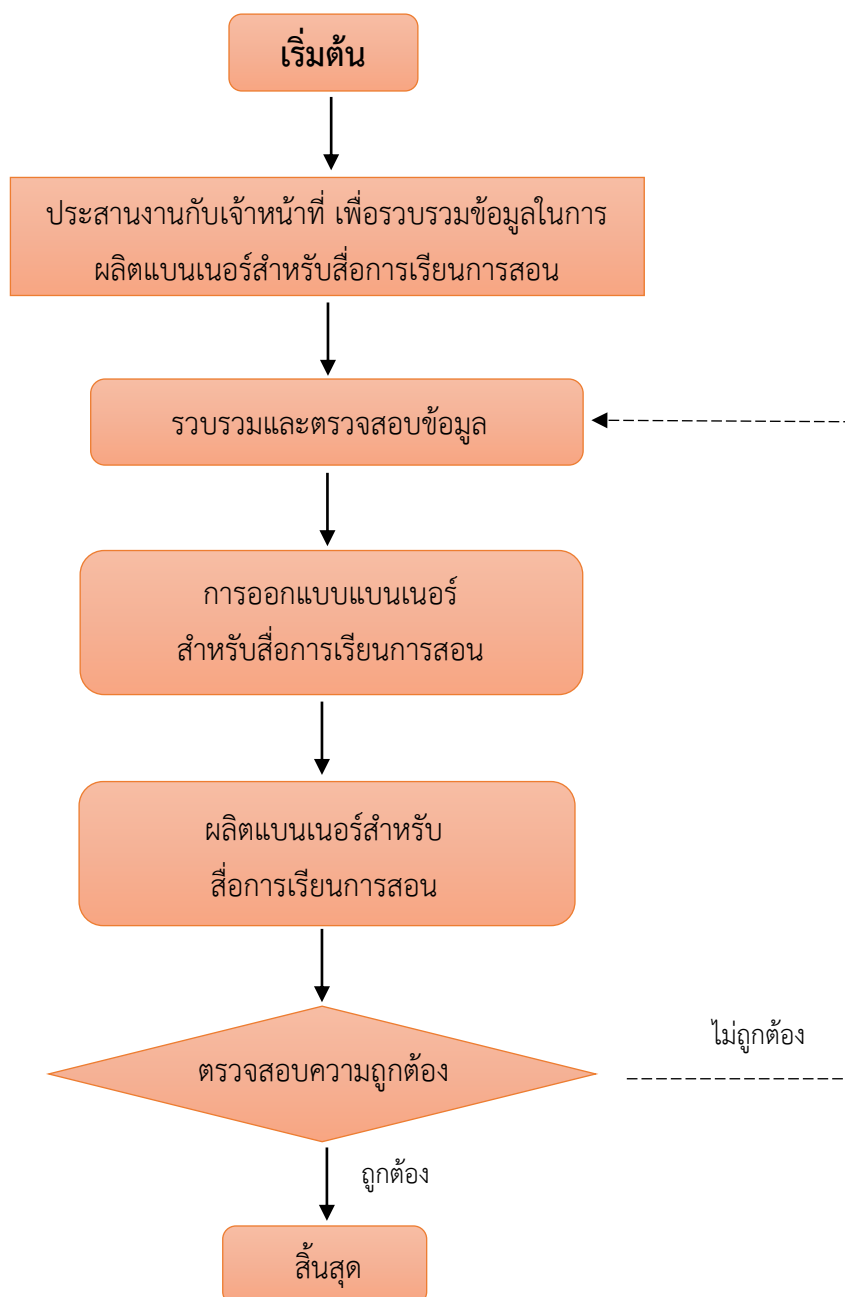 เริ่มต้น
ประสานงานกับเจ้าหน้าที่ เพื่อรวบรวมข้อมูลในการ
ผลิตแบนเนอร์สำหรับสื่อการเรียนการสอน
รวบรวมและตรวจสอบข้อมูล
การออกแบบแบนเนอร์
สำหรับสื่อการเรียนการสอน
ผลิตแบนเนอร์สำหรับ
สื่อการเรียนการสอน
ไม่ถูกต้อง
ตรวจสอบความถูกต้อง
ถูกต้อง
สิ้นสุด